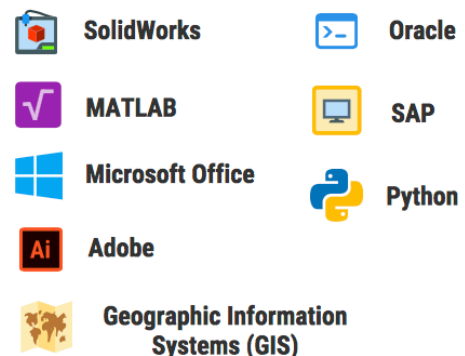 SolidWorks
Oracle
MATLAB
SAP
Microsoft Office
Python
Ai
Adobe
Geographic Information
Systems (GIS)